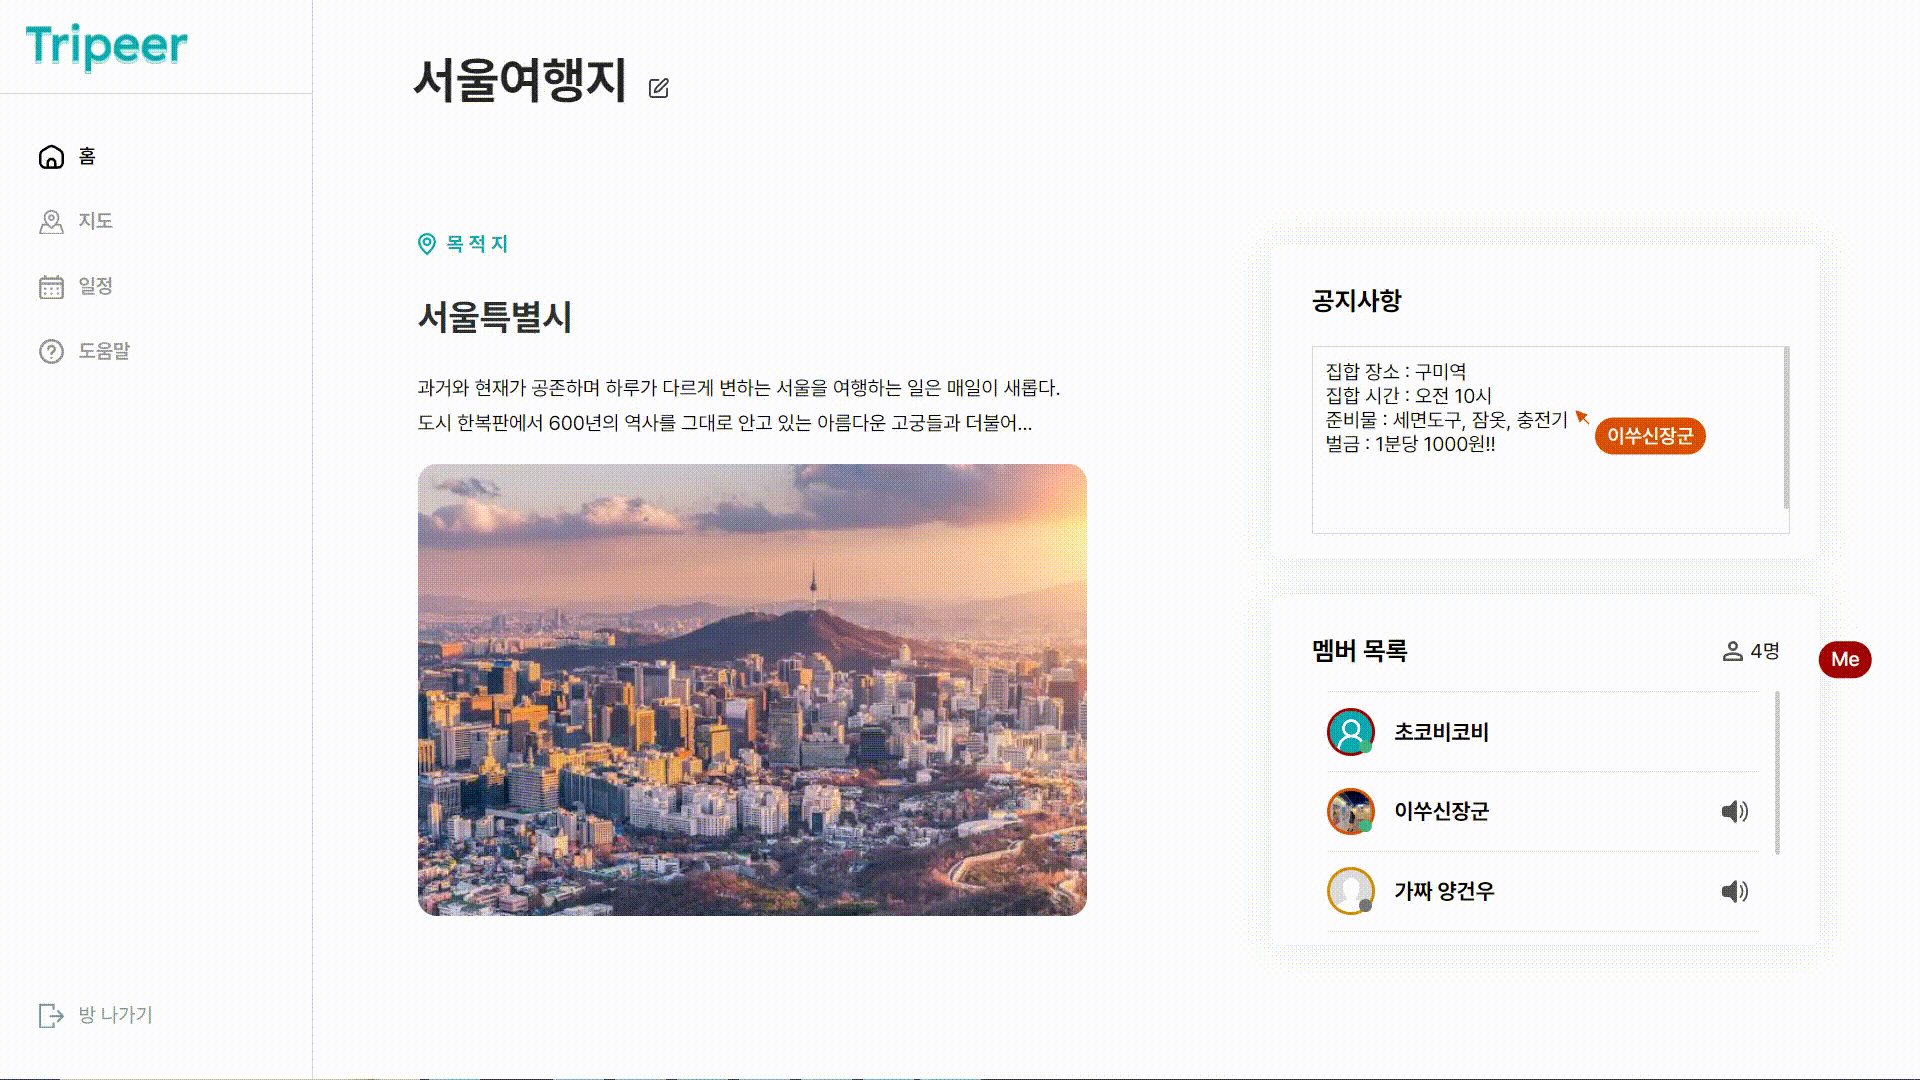 Tripeer
홈
지도
일정
도움말
방 나가기
서울여행지
목적지
서울특별시
과거와 현재가 공존하며 하루가 다르게 변하는 서울을 여행하는 일은 매일이 새롭다.
도시 한복판에서 600년의 역사를 그대로 안고 있는 아름다운 고궁들과 더불어...
공지사항
집합 장소 : 구미역
집합 시간 : 오전 10시
준비물 : 세면도구, 잠옷, 충전기
벌금 : 1분당 1000원!!
이쑤신장군
멤버 목록
4명
Me
초코비코비
이쑤신장군
가짜 양건우